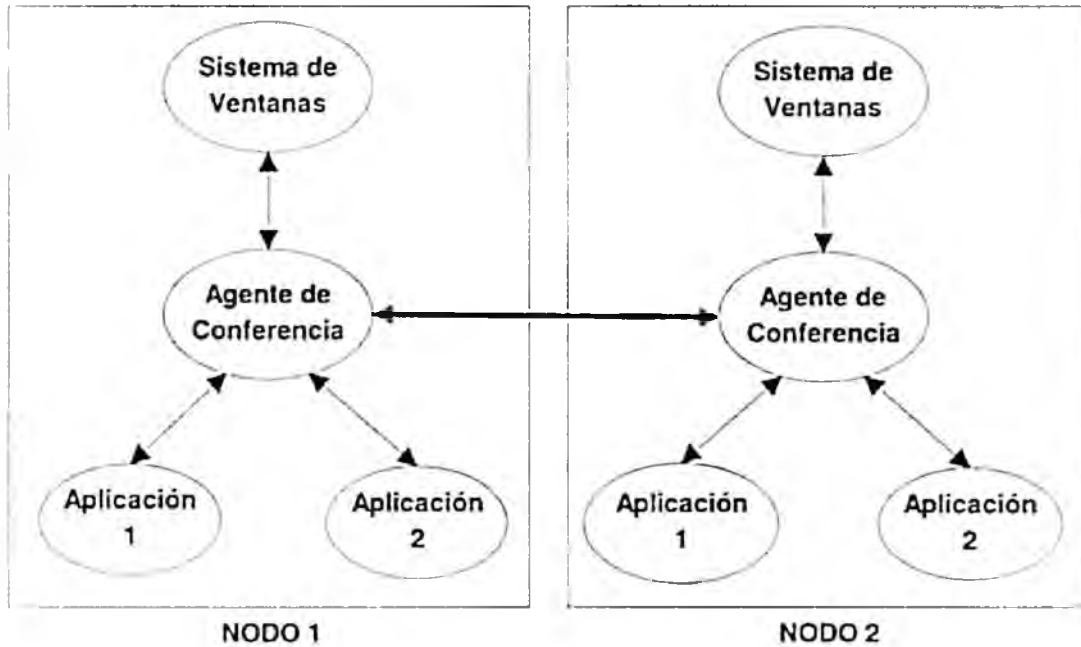 Sistema de
Ventanas
Agente de
Conferencia
Aplicación
1
Aplicación
2
NODO 1
Sistema de
Ventanas
Agente de
Conferencia
Aplicación
1
Aplicación
2
NODO 2